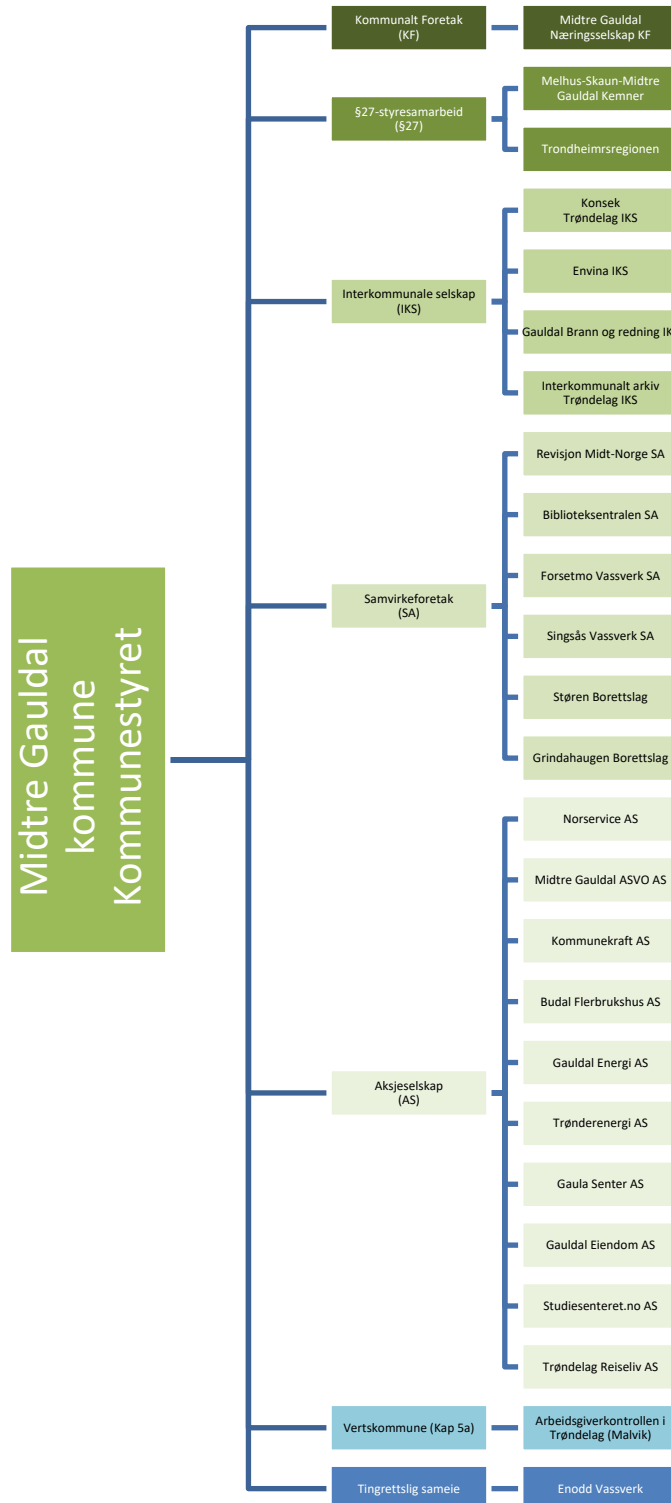 Midtre Gauldal
kommune
Kommunestyret
Kommunalt Foretak
(KF)
Midtre Gauldal
Næringsselskap KF
§27-styresamarbeid
(§27)
Melhus-Skaun-Midtre
Gauldal Kemner
Trondheimrsregionen
Interkommunale selskap
(IKS)
Konsek
Trøndelag IKS
Envina IKS
Gauldal Brann og redning IK
Interkommunalt arkiv
Trøndelag IKS
Samvirkeforetak
(SA)
Revisjon Midt-Norge SA
Biblioteksentralen SA
Forsetmo Vassverk SA
Singsås Vassverk SA
Støren Borettslag
Grindahaugen Borettslag
Aksjeselskap
(AS)
Norservice AS
Midtre Gauldal ASVO AS
Kommunekraft AS
Budal Flerbrukshus AS
Gauldal Energi AS
Trønderenergi AS
Gaula Senter AS
Gauldal Eiendom AS
Studiesenteret.no AS
Trøndelag Reiseliv AS
Vertskommune (Kap 5a)
Arbeidsgiverkontrollen i
Trøndelag (Malvik)
Tingrettslig sameie
Enodd Vassverk